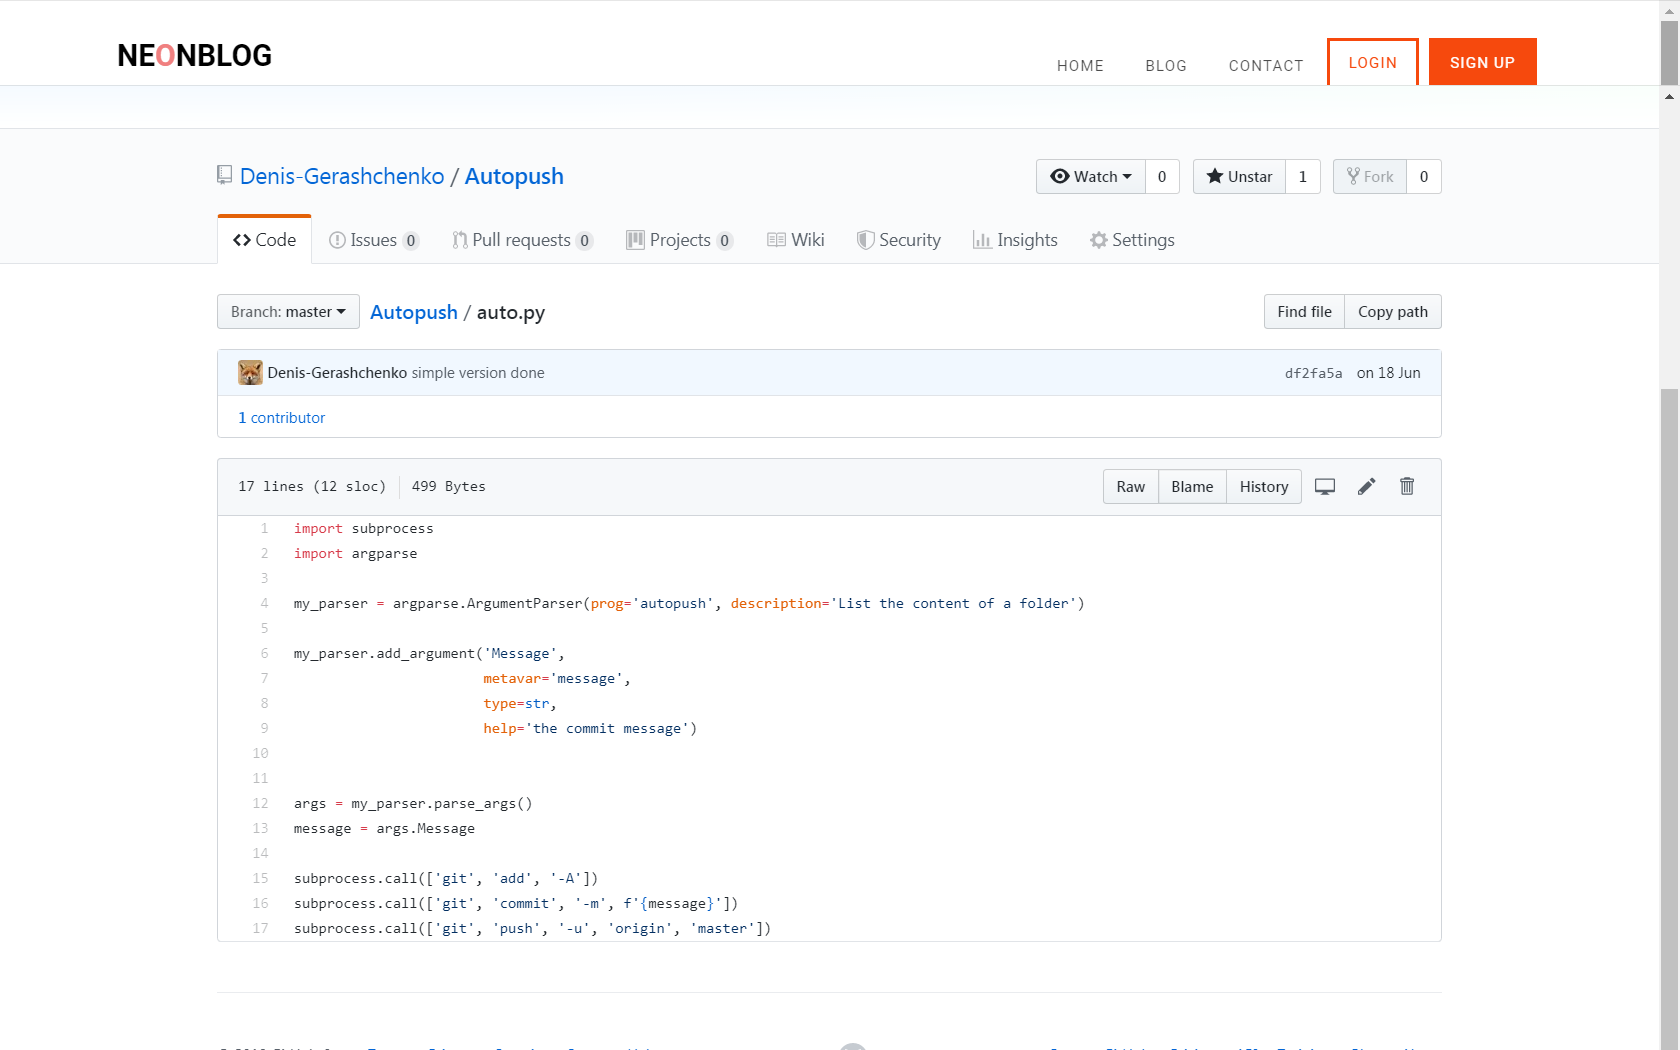 NEONBLOG
HOME BLOG CONTACT LOGIN SIGN UP
Denis-Gerashchenko / Autopush
Watch 0 Unstar 1 Fork 0
Code Issues 0 Pull requests 0 Projects 0 Wiki Security Insights Settings
Branch: master Autopush / auto.py Find file Copy path
Denis-Gerashchenko simple version done df2fa5a on 18 Jun
1 contributor
17 lines (12 sloc) 499 Bytes Raw Blame History
1 import subprocess
2 import argparse
3
4 my_parser = argparse.ArgumentParser(prog='autopush', description='List the content of a folder')
5
6 my_parser.add_argument('Message',
7 metavar='message',
8 type=str,
9 help='the commit message')
10
11
12 args = my_parser.parse_args()
13 message = args.Message
14
15 subprocess.call(['git', 'add', '-A'])
16 subprocess.call(['git', 'commit', '-m', f'{message}'])
17 subprocess.call(['git', 'push', '-u', 'origin', 'master'])